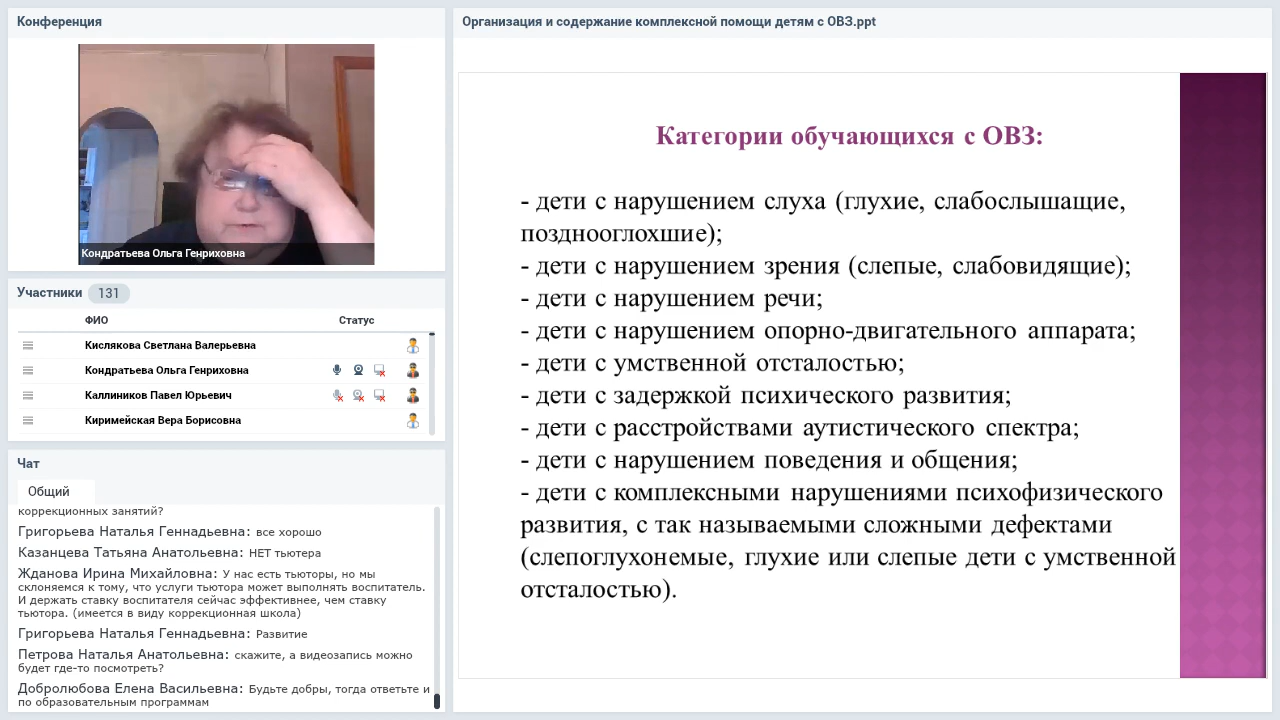 Конференция
Кондратьева Ольга Генриховна
Участники 131
ФИО Статус
Кислякова Светлана Валерьевна
Кондратьева Ольга Генриховна
Каллиников Павел Юрьевич
Киримейская Вера Борисовна
Чат
Общий
коррекционных занятий?
Григорьева Наталья Геннадьевна: все хорошо
Казанцева Татьяна Анатольевна: НЕТ тьютера
Жданова Ирина Михайловна: У нас есть тьюторы, но мы
склоняемся к тому, что услуги тьютора может выполнять воспитатель.
И держать ставку воспитателя сейчас эффективнее, чем ставку
тьютора. (имеется в виду коррекционная школа)
Григорьева Наталья Геннадьевна: Развитие
Петрова Наталья Анатольевна: скажите, а видеозапись можно
будет где-то посмотреть?
Добролюбова Елена Васильевна: Будьте добры, тогда ответьте и
по образовательным программам
Организация и содержание комплексной помощи детям с ОВЗ.ppt
Категории обучающихся с ОВЗ:
- дети с нарушением слуха (глухие, слабослышащие,
позднооглохшие);
- дети с нарушением зрения (слепые, слабовидящие);
- дети с нарушением речи;
- дети с нарушением опорно-двигательного аппарата;
- дети с умственной отсталостью;
- дети с задержкой психического развития;
- дети с расстройствами аутистического спектра;
- дети с нарушением поведения и общения;
- дети с комплексными нарушениями психофизического
развития, с так называемыми сложными дефектами
(слепоглухонемые, глухие или слепые дети с умственной
отсталостью).